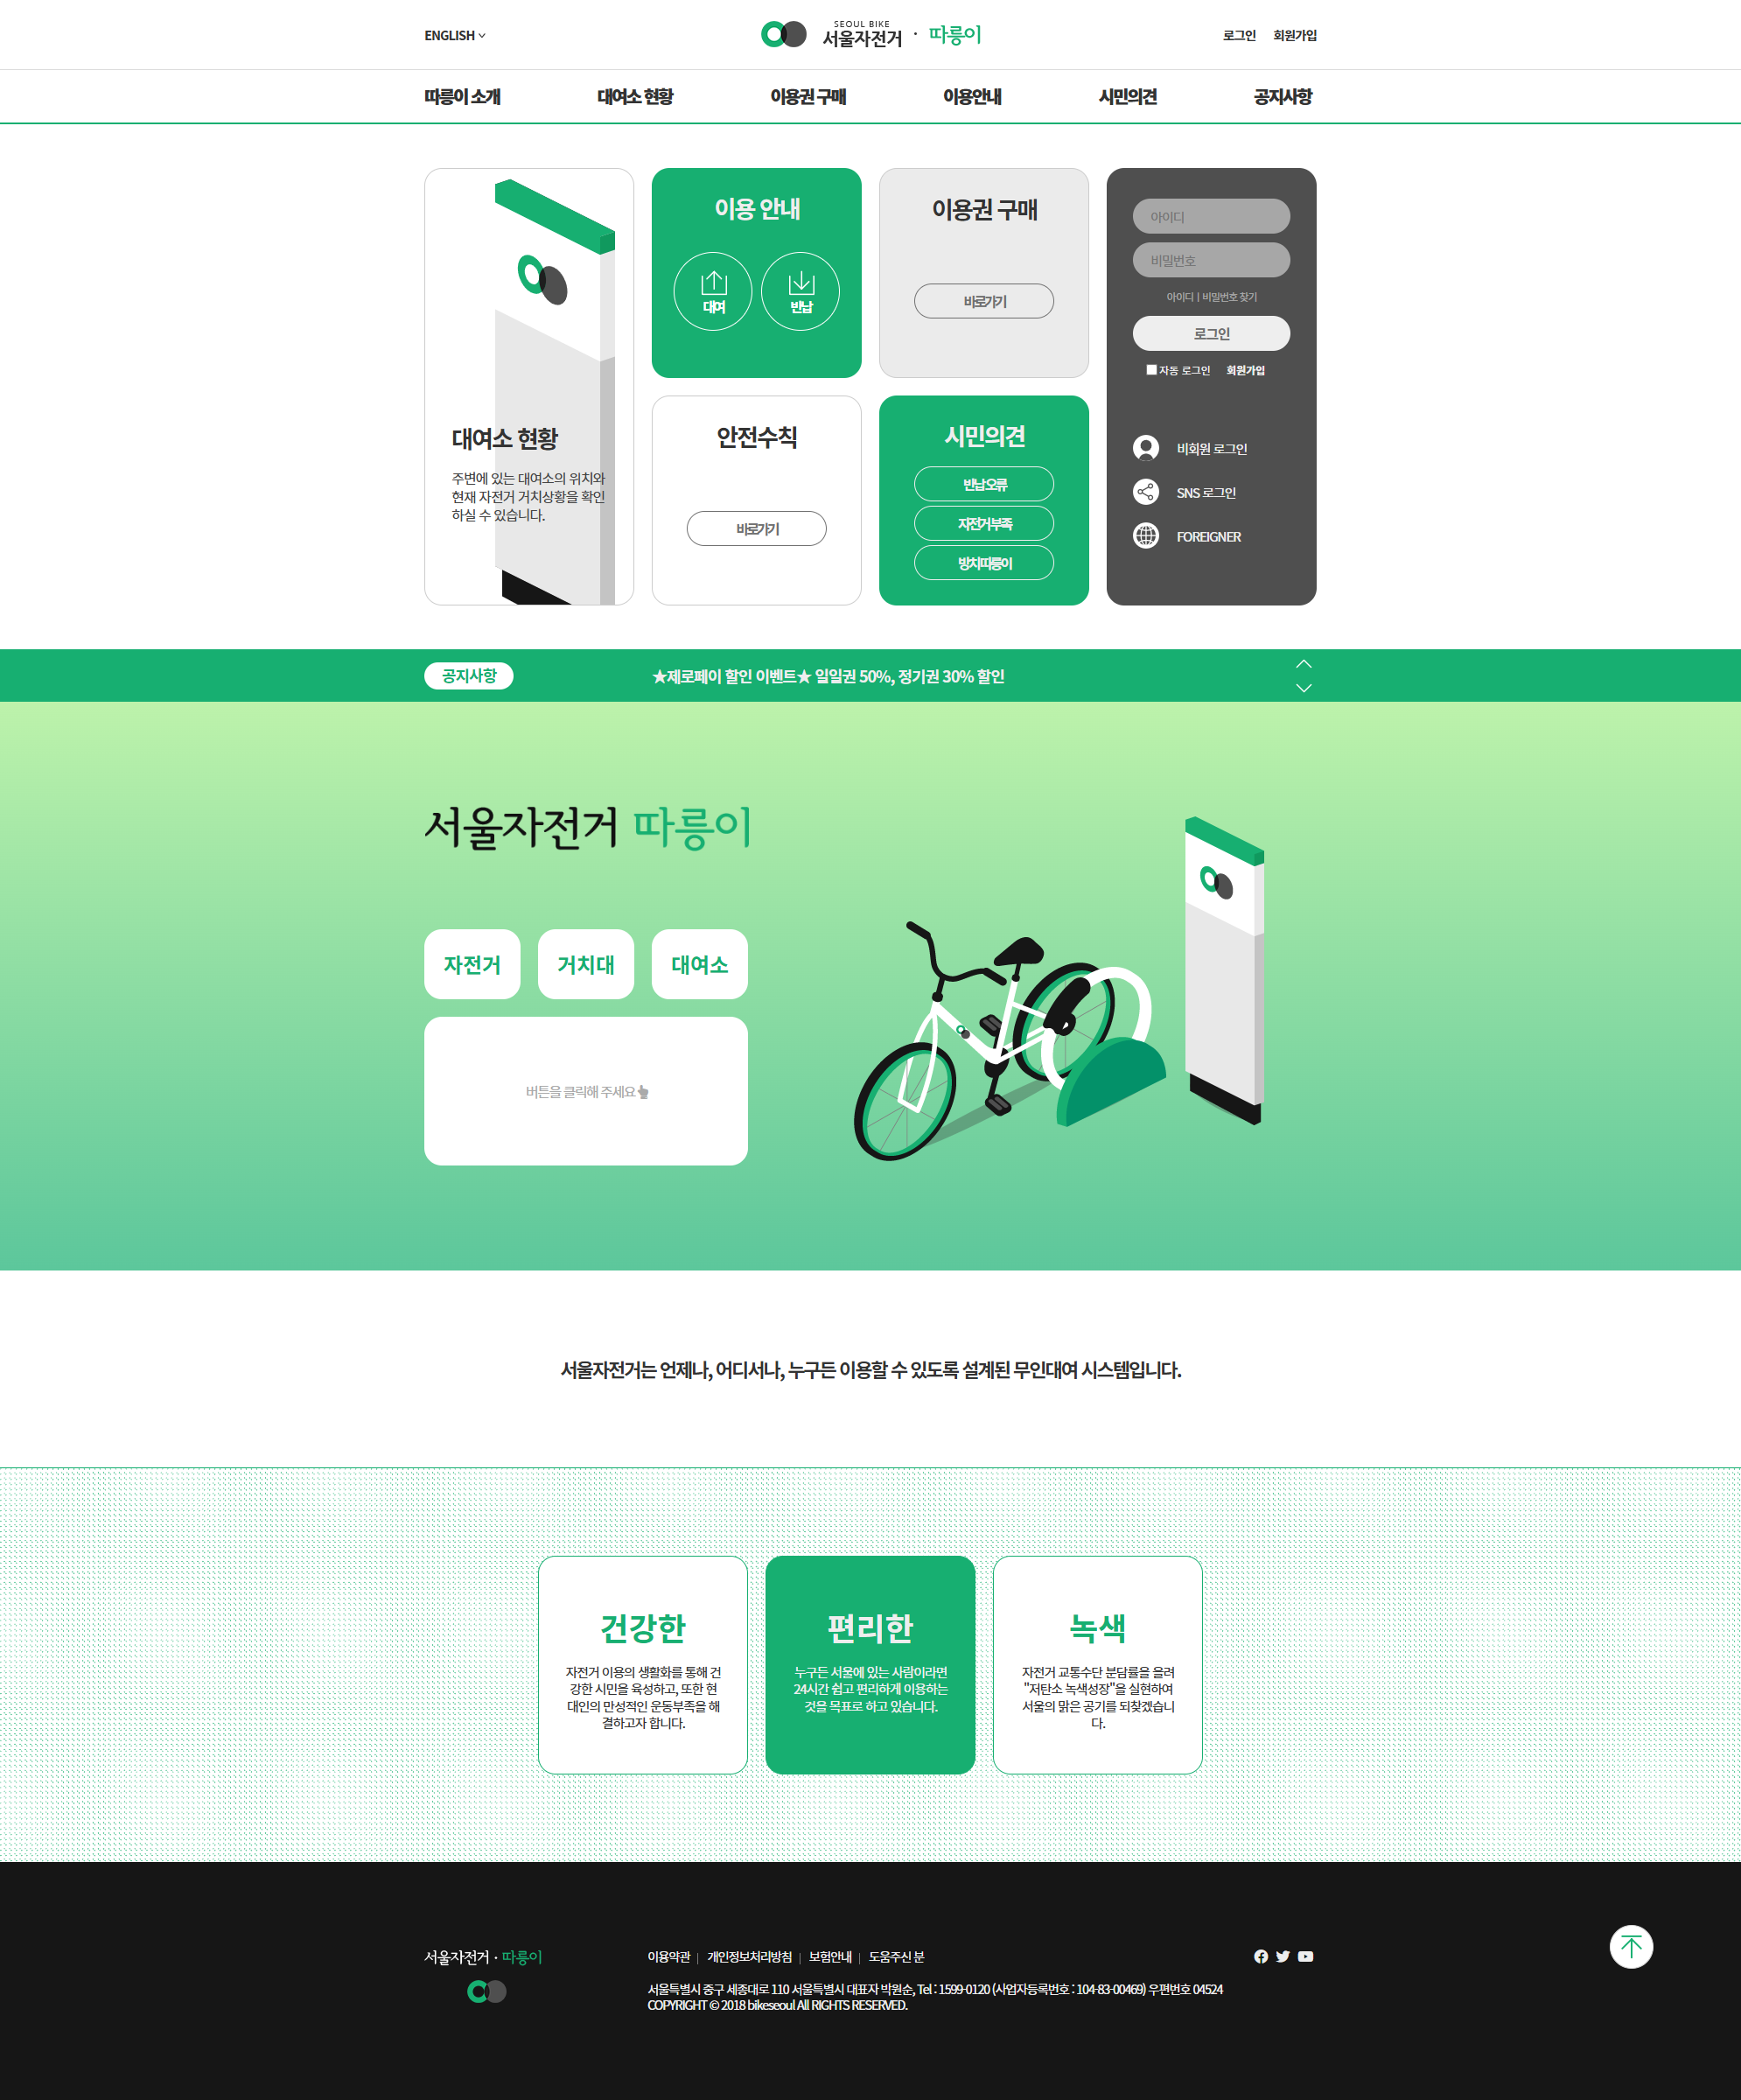 ENGLISH
SEOUL BIKE
서울자전거 · 따릉이
로그인 회원가입
따릉이 소개 대여소 현황 이용권 구매 이용안내 시민의견 공지사항
대여소 현황
주변에 있는 대여소의 위치와
현재 자전거 거치상황을 확인
하실 수 있습니다.
이용 안내
대여 반납
이용권 구매
바로가기
안전수칙
바로가기
시민의견
반납오류
자전거부족
방치따릉이
아이디
비밀번호
아이디 | 비밀번호 찾기
로그인
자동 로그인 회원가입
비회원 로그인
SNS 로그인
FOREIGNER
공지사항 ★제로페이 할인 이벤트★ 일일권 50%, 정기권 30% 할인
서울자전거 따릉이
자전거 거치대 대여소
버튼을 클릭해 주세요
서울자전거는 언제나, 어디서나, 누구든 이용할 수 있도록 설계된 무인대여 시스템입니다.
건강한
자전거 이용의 생활화를 통해 건
강한 시민을 육성하고, 또한 현
대인의 만성적인 운동부족을 해
결하고자 합니다.
편리한
누구든 서울에 있는 사람이라면
24시간 쉽고 편리하게 이용하는
것을 목표로 하고 있습니다.
녹색
자전거 교통수단 분담률을 올려
"저탄소 녹색성장"을 실현하여
서울의 맑은 공기를 되찾겠습니
다.
서울자전거 · 따릉이
이용약관 | 개인정보처리방침 | 보험안내 | 도움주신 분
서울특별시 중구 세종대로 110 서울특별시 대표자 박원순, Tel : 1599-0120 (사업자등록번호 : 104-83-00469) 우편번호 04524
COPYRIGHT © 2018 bikeseoul All RIGHTS RESERVED.